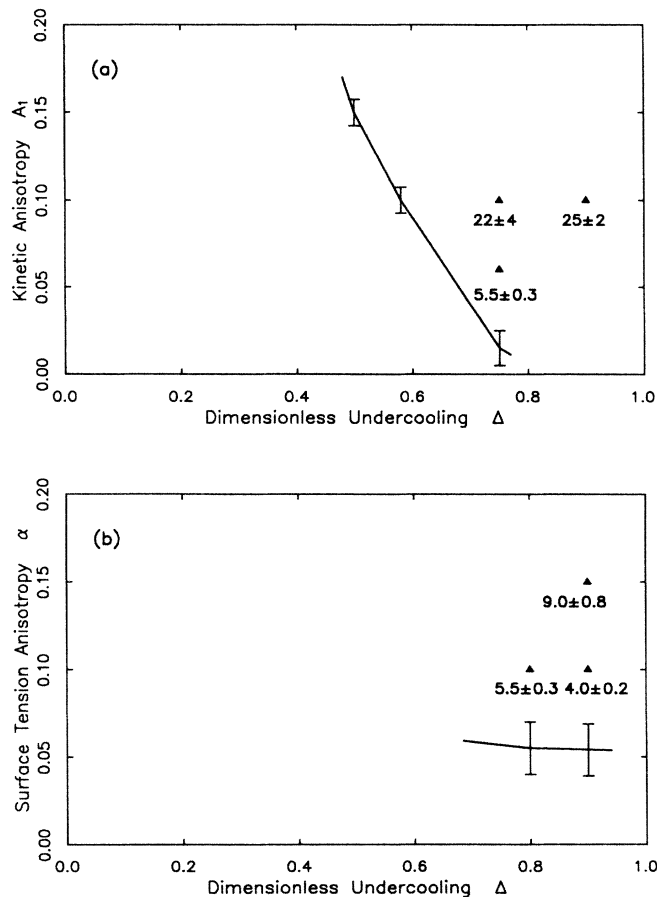 0.20
(a)
0.15
Kinetic Anisotropy A₁
0.10
22±4
25±2
0.05
5.5±0.3
0.00
0.0 0.2 0.4 0.6 0.8 1.0
Dimensionless Undercooling Δ
0.20
(b)
0.15
9.0±0.8
Surface Tension Anisotropy α
0.10
5.5±0.3 4.0±0.2
0.05
0.00
0.0 0.2 0.4 0.6 0.8 1.0
Dimensionless Undercooling Δ